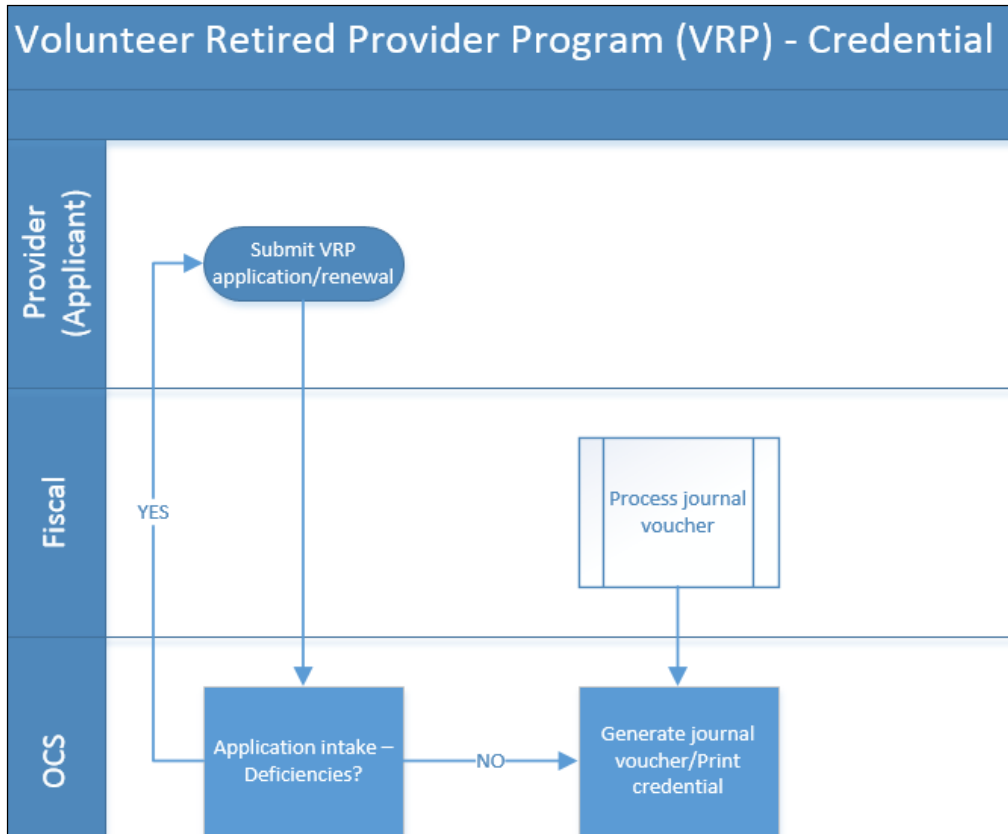 Volunteer Retired Provider Program (VRP) - Credential
Provider
(Applicant)
Submit VRP
application/renewal
Fiscal
YES
Process journal
voucher
OCS
Application intake –
Deficiencies?
NO
Generate journal
voucher/Print
credential